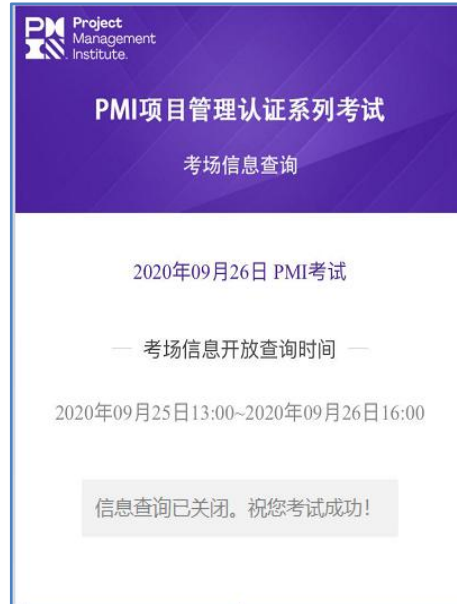 Project
Management
Institute.
PMI项目管理认证系列考试
考场信息查询
2020年09月26日 PMI考试
考场信息开放查询时间
2020年09月25日13:00~2020年09月26日16:00
信息查询已关闭。祝您考试成功！